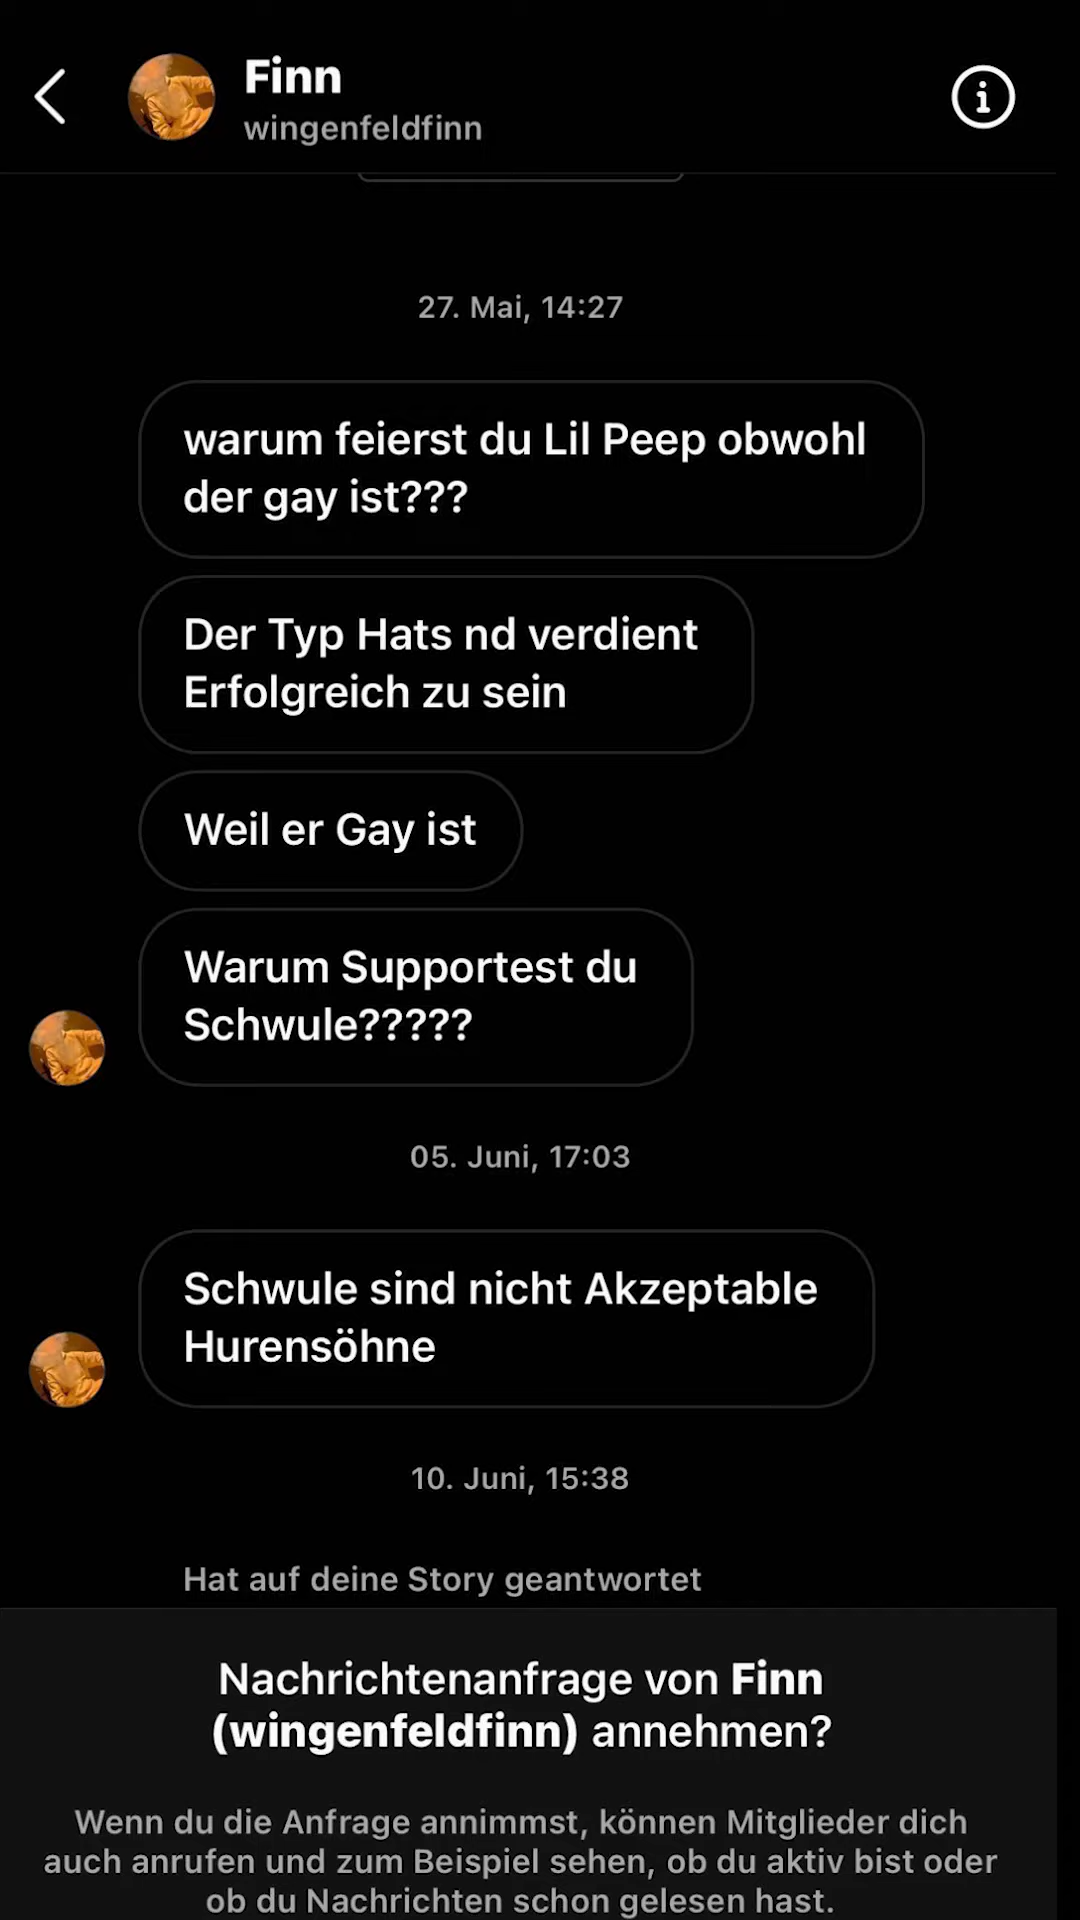 Finn
wingenfeldfinn
27. Mai, 14:27
warum feierst du Lil Peep obwohl
der gay ist???
Der Typ Hats nd verdient
Erfolgreich zu sein
Weil er Gay ist
Warum Supportest du
Schwule?????
05. Juni, 17:03
Schwule sind nicht Akzeptable
Hurensöhne
10. Juni, 15:38
Hat auf deine Story geantwortet
Nachrichtenanfrage von Finn
(wingenfeldfinn) annehmen?
Wenn du die Anfrage annimmst, können Mitglieder dich
auch anrufen und zum Beispiel sehen, ob du aktiv bist oder
ob du Nachrichten schon gelesen hast.